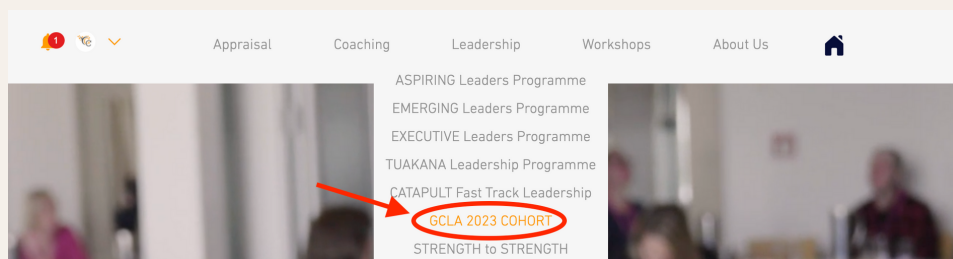 1
Appraisal Coaching Leadership Workshops About Us
ASPIRING Leaders Programme
EMERGING Leaders Programme
EXECUTIVE Leaders Programme
TUAKANA Leadership Programme
CATAPULT Fast Track Leadership
GCLA 2023 COHORT
STRENGTH to STRENGTH